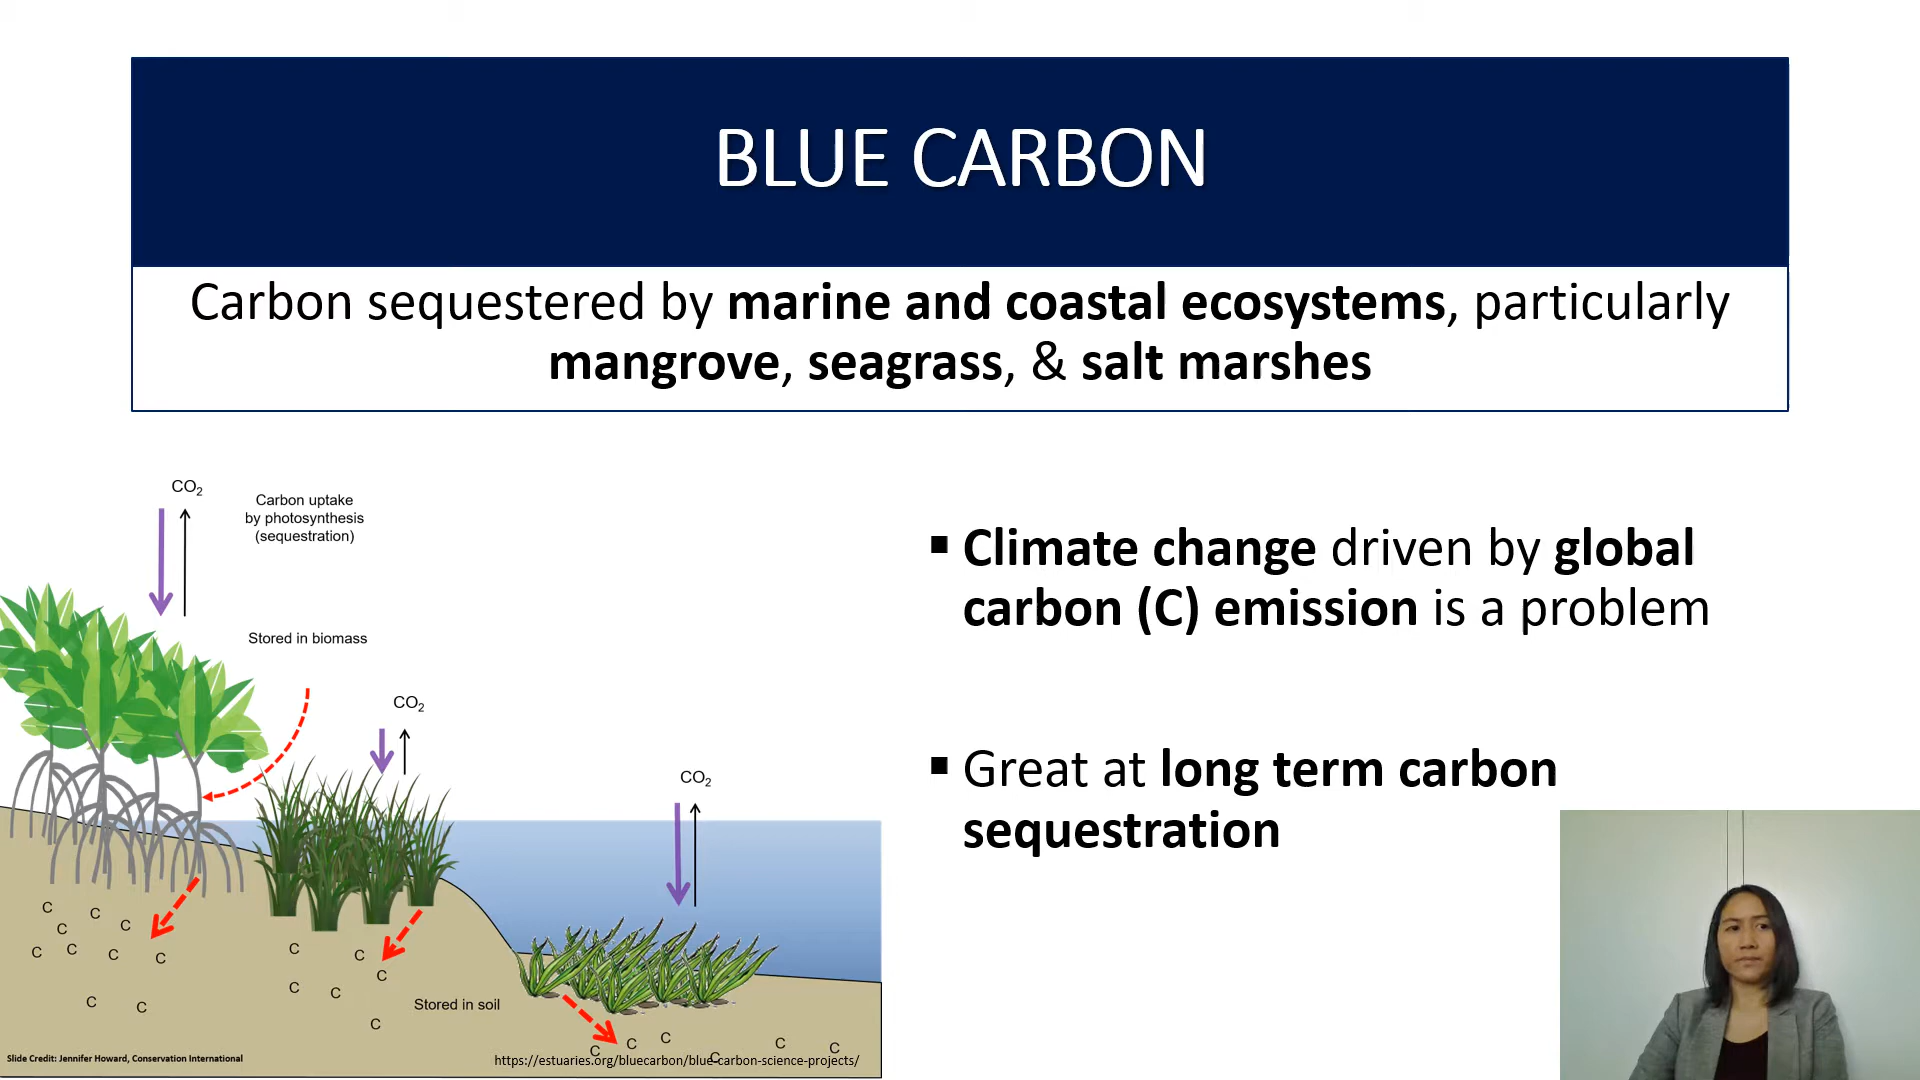 BLUE CARBON
Carbon sequestered by marine and coastal ecosystems, particularly
mangrove, seagrass, & salt marshes
CO2
Carbon uptake
by photosynthesis
(sequestration)
Stored in biomass
CO2
CO2
▪ Climate change driven by global
carbon (C) emission is a problem
▪ Great at long term carbon
sequestration
C C C C C C C C C C
C C C C C C
Stored in soil
C C C C C C
Slide Credit: Jennifer Howard, Conservation International
https://estuaries.org/bluecarbon/blue-carbon-science-projects/